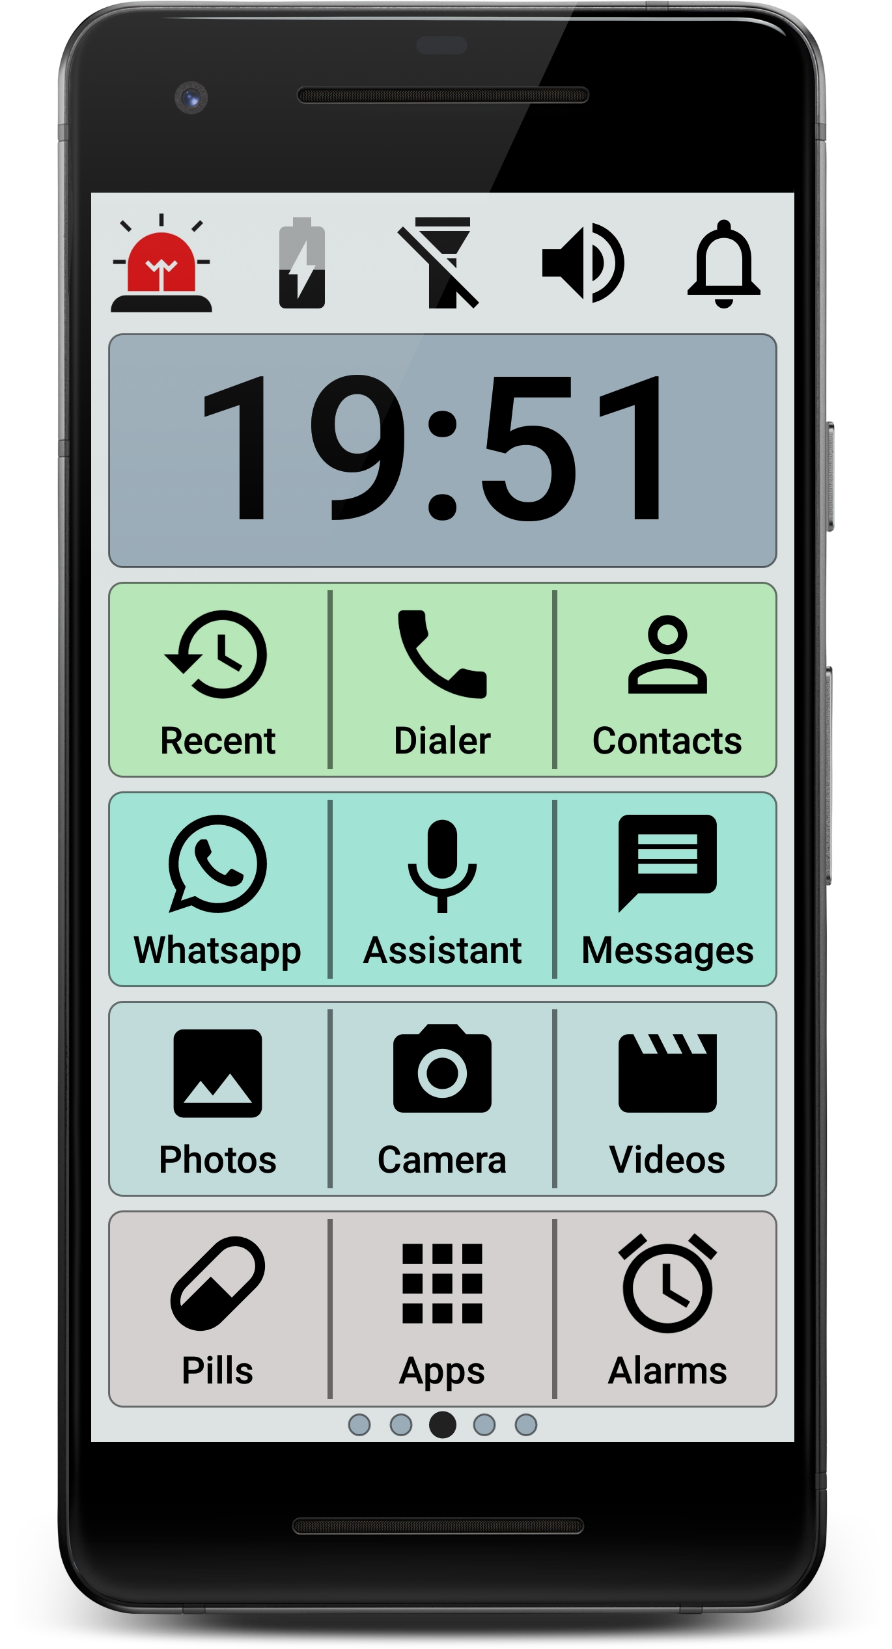 19:51
Recent Dialer Contacts
Whatsapp Assistant Messages
Photos Camera Videos
Pills Apps Alarms